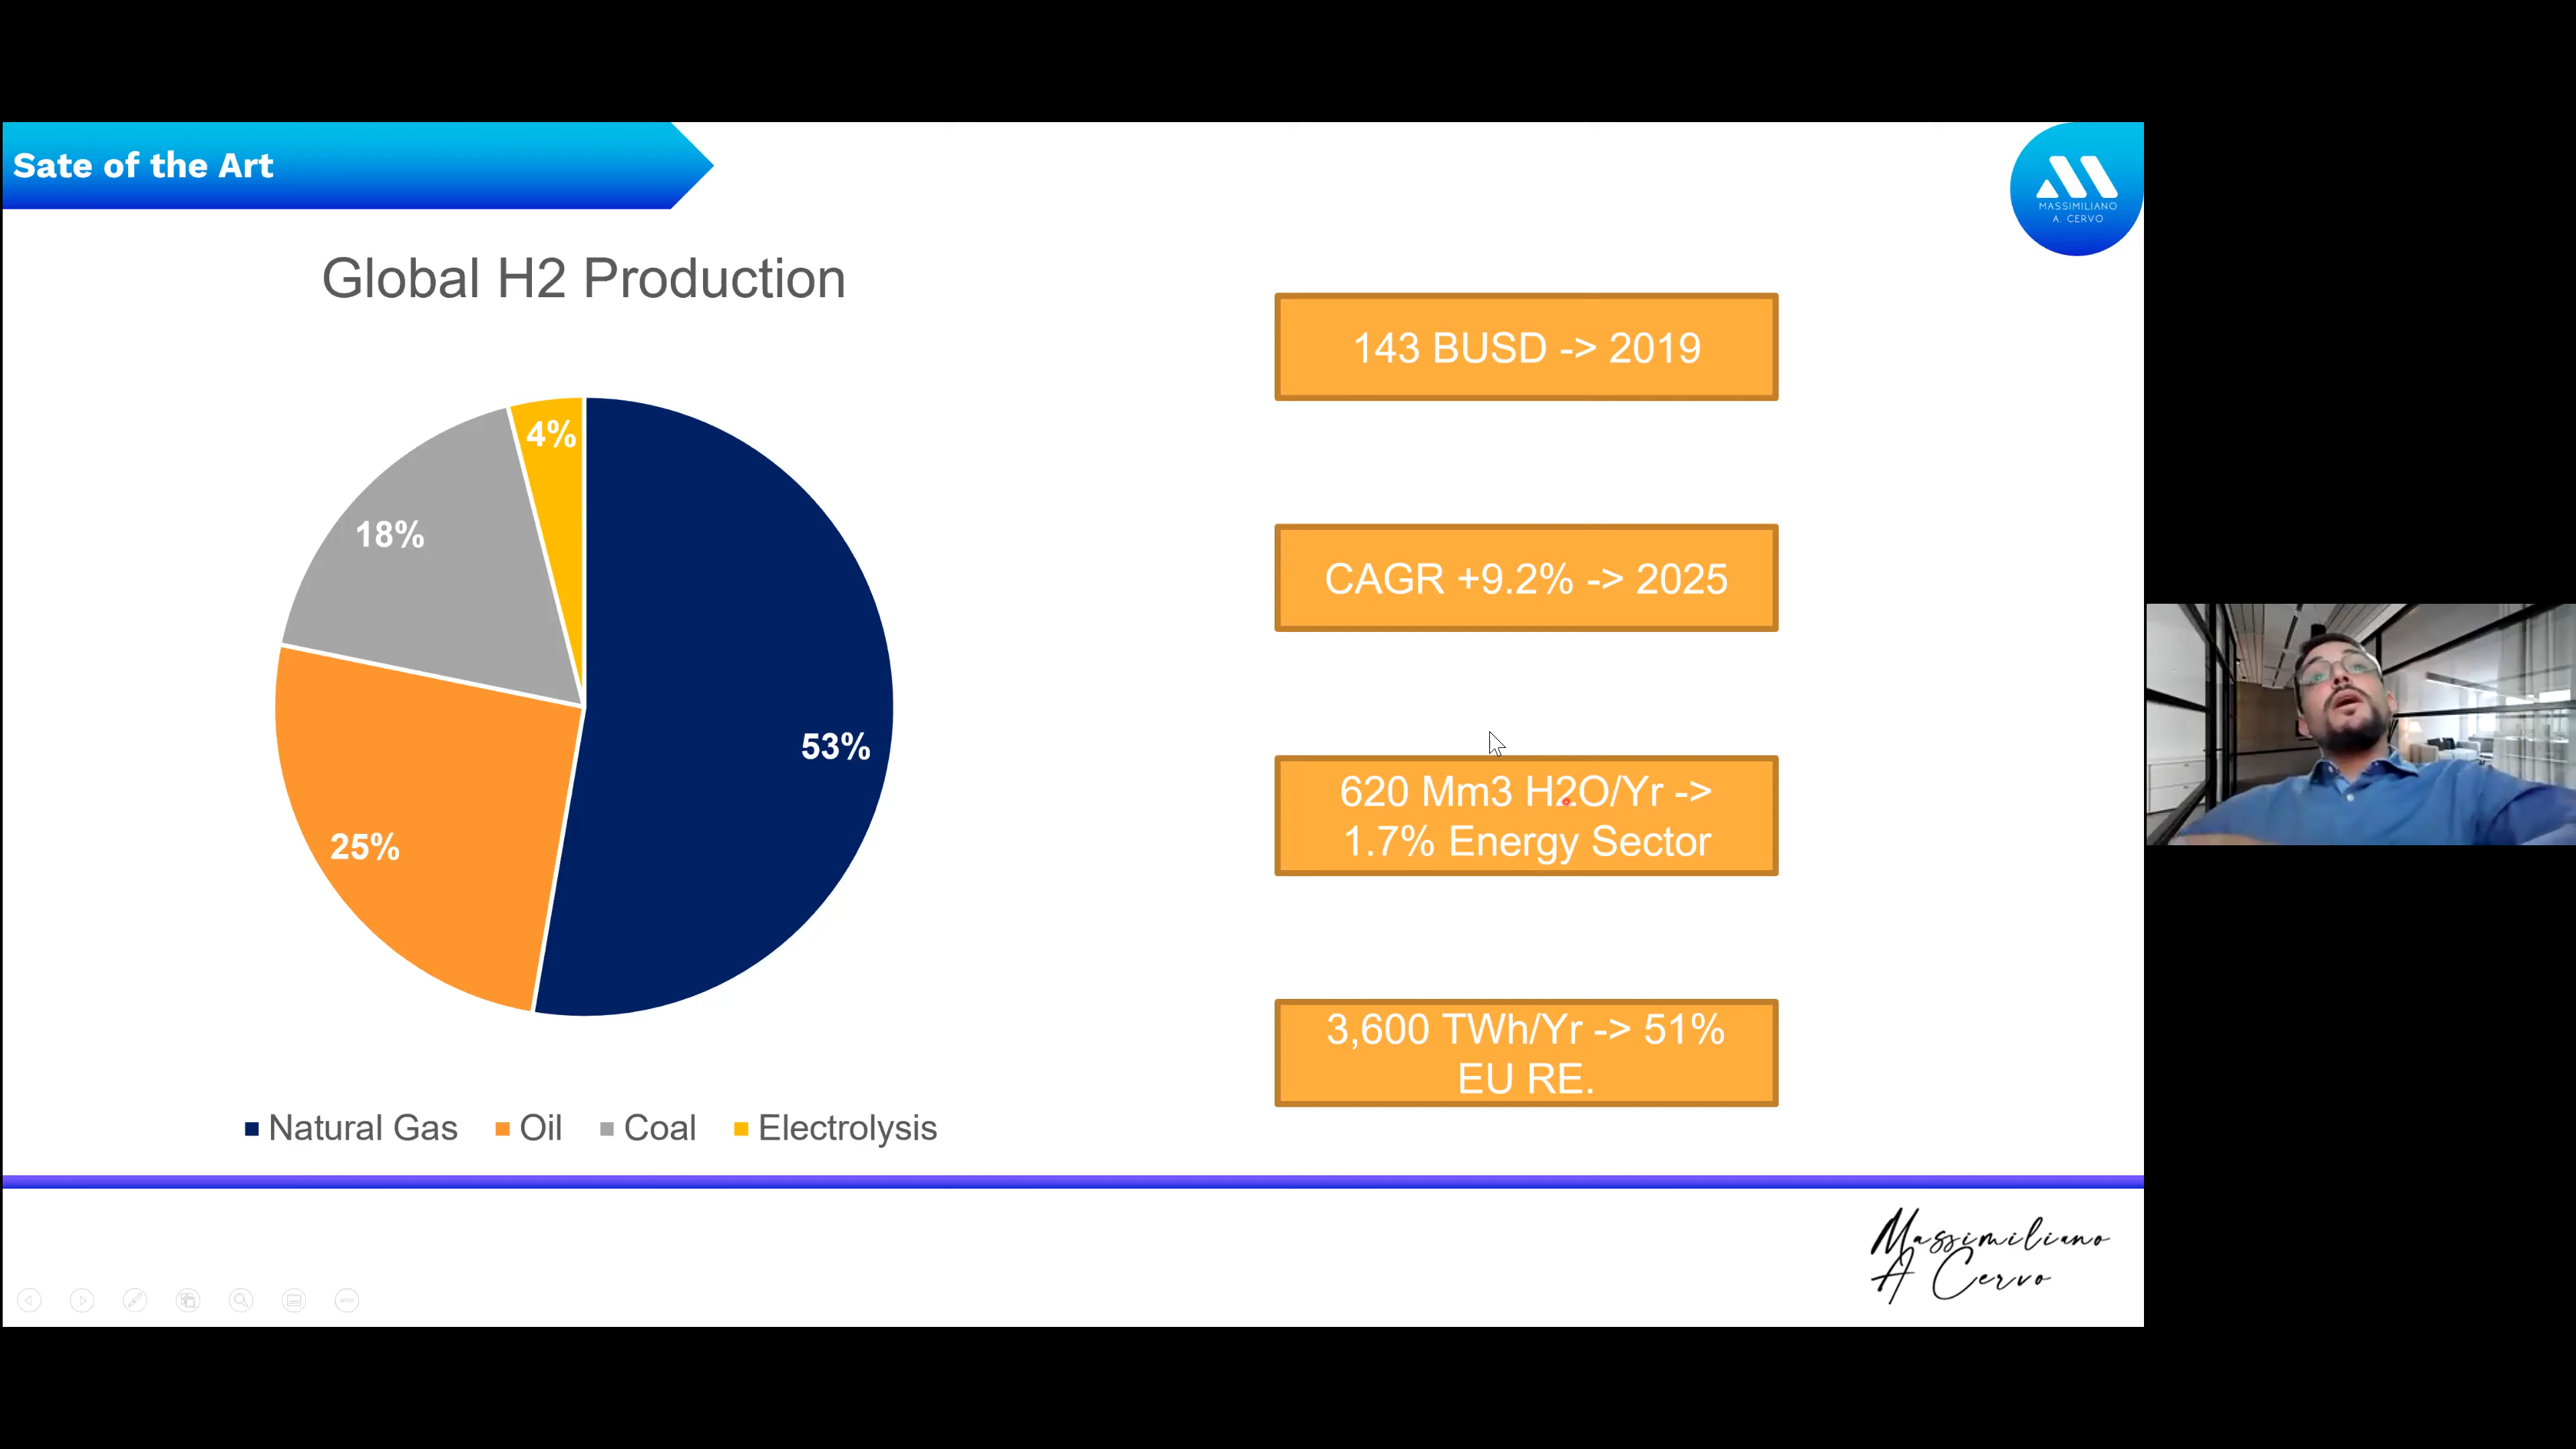 Sate of the Art
MASSIMILIANO
A. CERVO
Global H2 Production
4%
18%
53%
25%
Natural Gas Oil Coal Electrolysis
143 BUSD -> 2019
CAGR +9.2% -> 2025
620 Mm3 H2O/Yr ->
1.7% Energy Sector
3,600 TWh/Yr -> 51%
EU RE.
Massimiliano
A Cervo